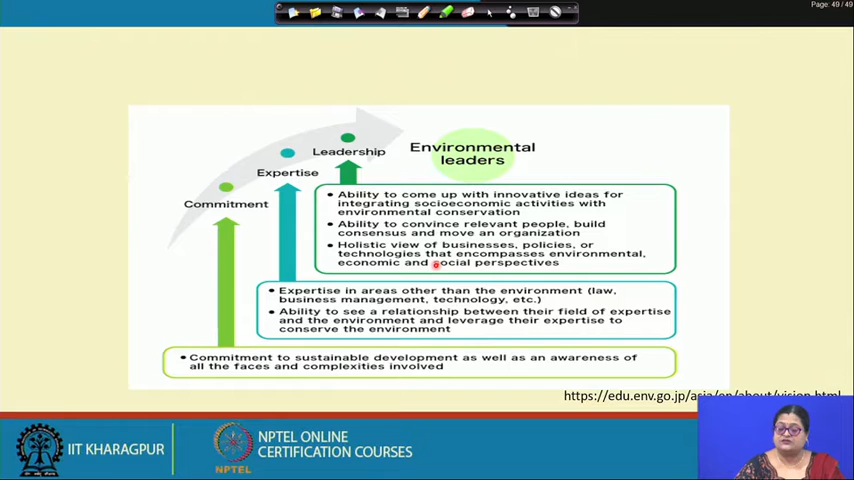 Page: 49 / 49
Environmental
leaders
Leadership
Expertise
Commitment
• Ability to come up with innovative ideas for
integrating socioeconomic activities with
environmental conservation
• Ability to convince relevant people, build
consensus and move an organization
• Holistic view of businesses, policies, or
technologies that encompasses environmental,
economic and social perspectives
• Expertise in areas other than the environment (law,
business management, technology, etc.)
• Ability to see a relationship between their field of expertise
and the environment and leverage their expertise to
conserve the environment
• Commitment to sustainable development as well as an awareness of
all the faces and complexities involved
https://edu.env.go.jp/asia/en/about/vision.html
IIT KHARAGPUR
NPTEL
NPTEL ONLINE
CERTIFICATION COURSES